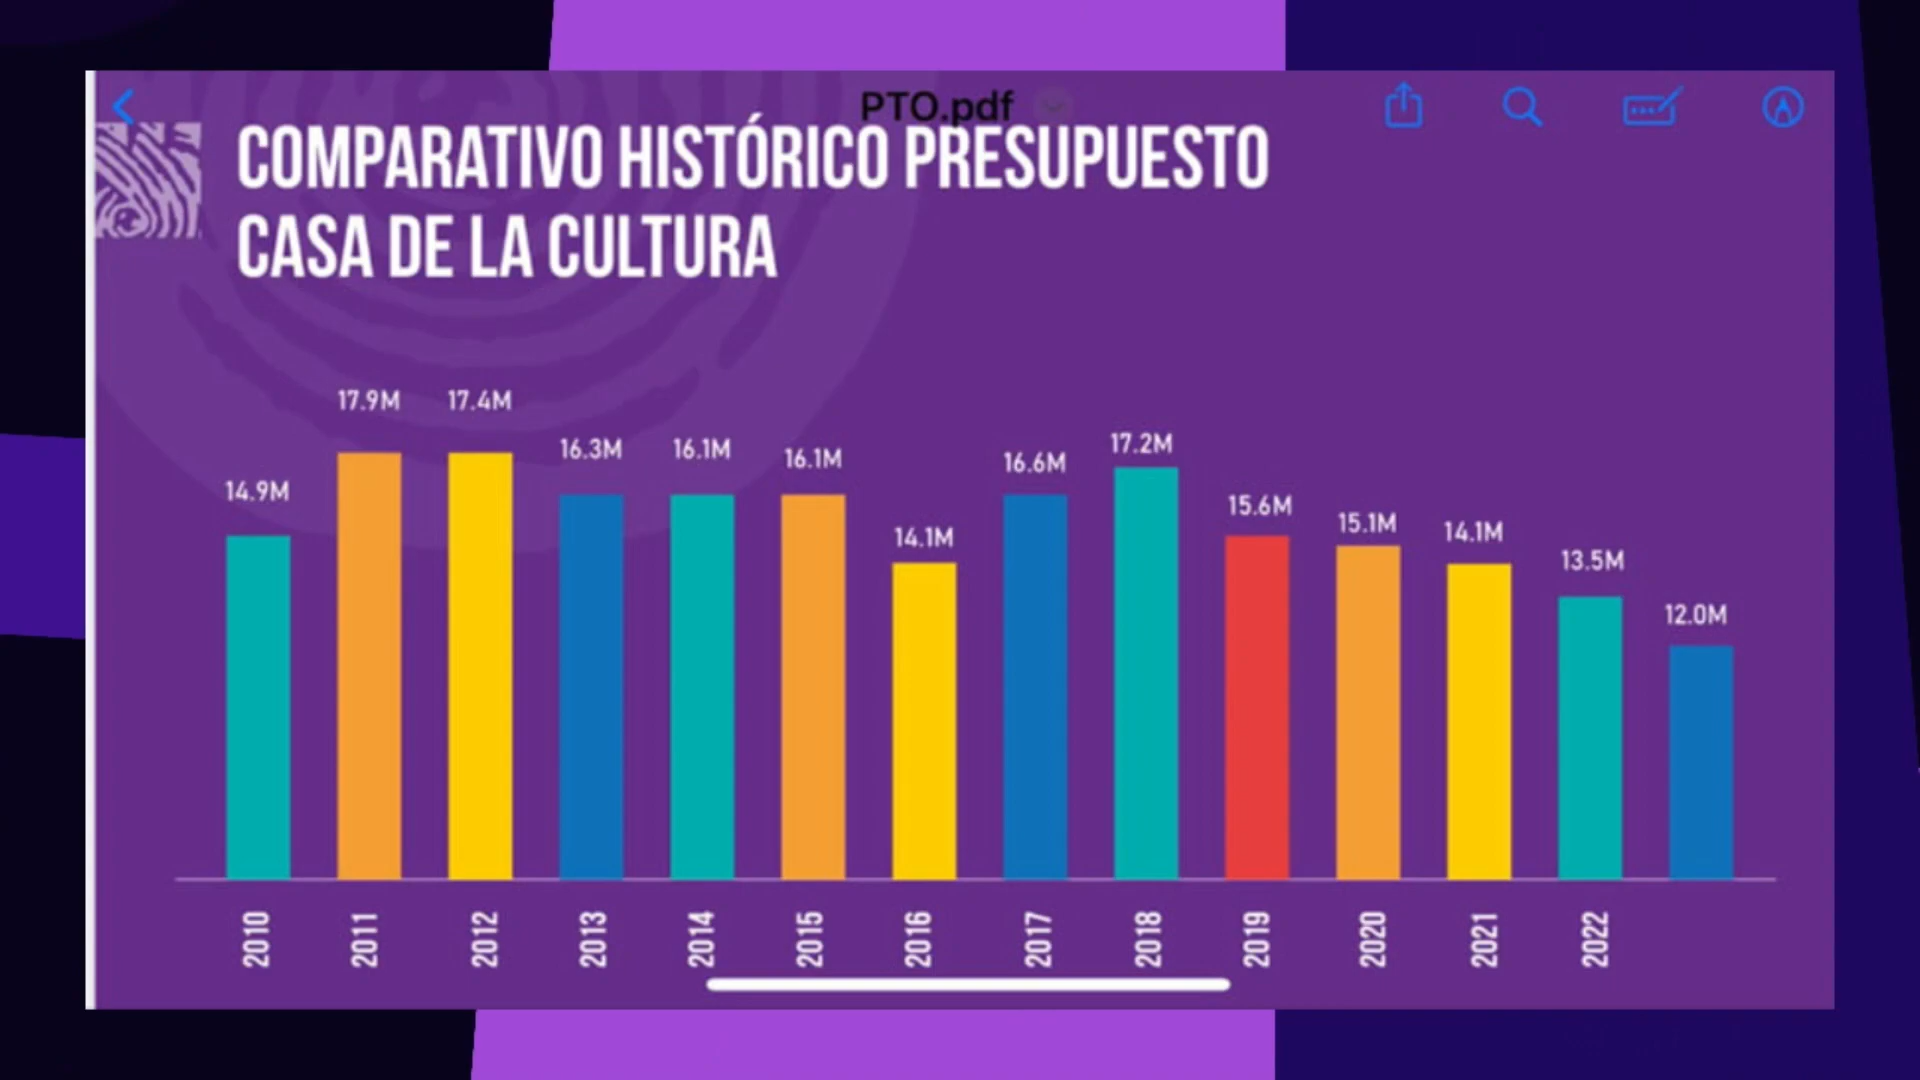 PTO.pdf
COMPARATIVO HISTÓRICO PRESUPUESTO
CASA DE LA CULTURA
14.9M
17.9M
17.4M
16.3M
16.1M
16.1M
14.1M
16.6M
17.2M
15.6M
15.1M
14.1M
13.5M
12.0M
2010
2011
2012
2013
2014
2015
2016
2017
2018
2019
2020
2021
2022